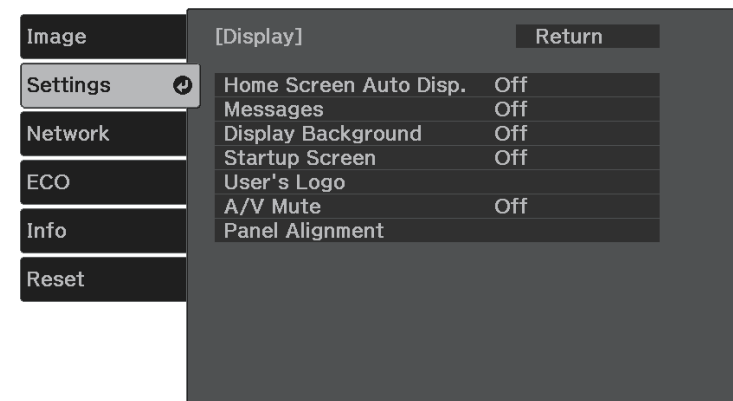 Image
Settings
Network
ECO
Info
Reset
[Display] Return
Home Screen Auto Disp. Off
Messages Off
Display Background Off
Startup Screen Off
User's Logo
A/V Mute Off
Panel Alignment